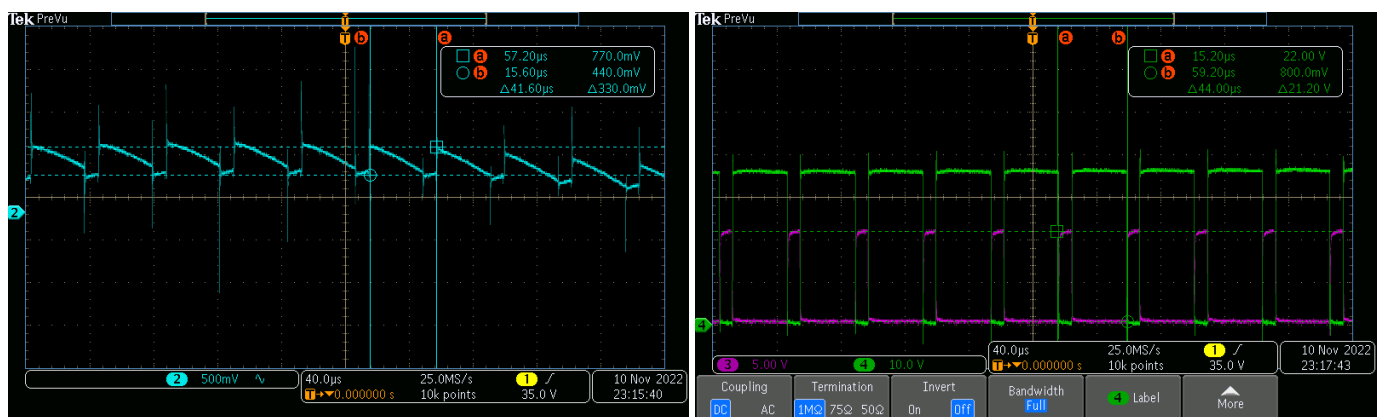 Tek PreVu
T
b
a
a 57.20µs 770.0mV
b 15.60µs 440.0mV
△41.60µs △330.0mV
2
2 500mV ∿
40.0µs 25.0MS/s 1 ƒ
T→▼0.000000 s 10k points 35.0 V
10 Nov 2022
23:15:40
Tek PreVu
T
a
b
a 15.20µs 22.00 V
b 59.20µs 800.0mV
△44.00µs △21.20 V
4
3 5.00 V 4 10.0 V
40.0µs 25.0MS/s 1 ƒ
T→▼0.000000 s 10k points 35.0 V
10 Nov 2022
23:17:43
Coupling
DC AC
Termination
1MΩ 75Ω 50Ω
Invert
On Off
Bandwidth
Full
4 Label
More